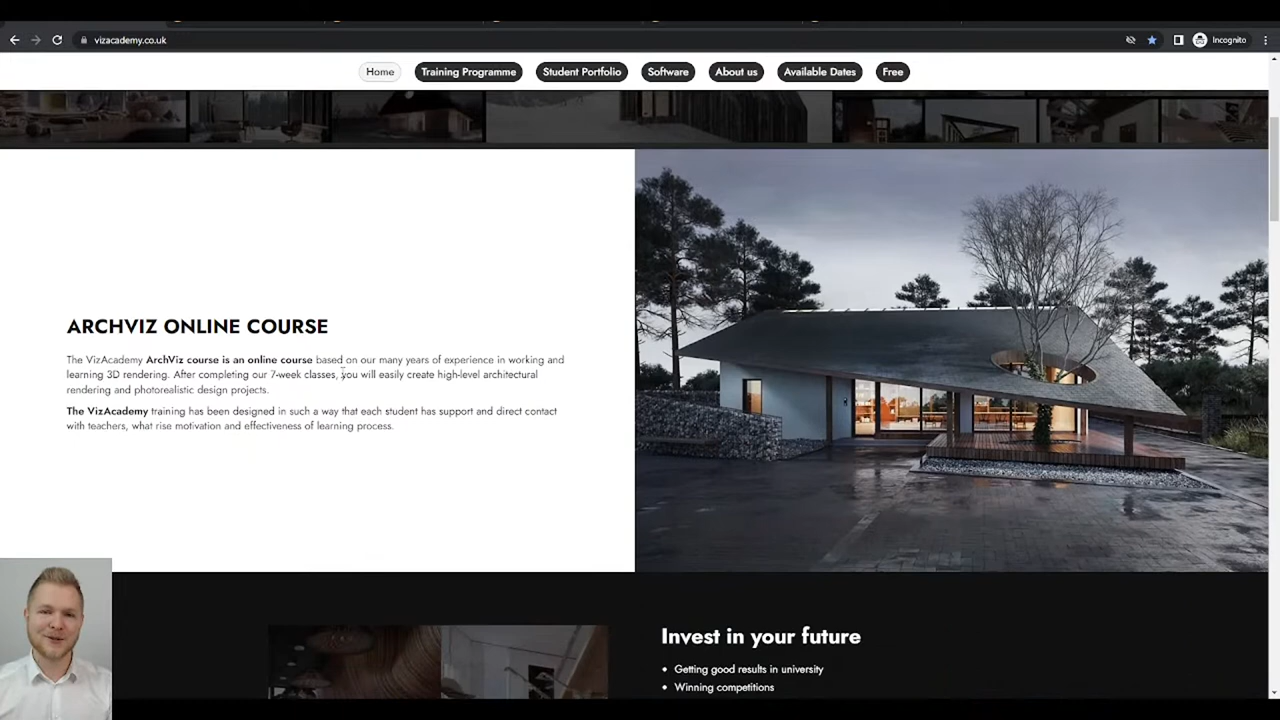 vizacademy.co.uk
Incognito
Home
Training Programme
Student Portfolio
Software
About us
Available Dates
Free
ARCHVIZ ONLINE COURSE
The VizAcademy ArchViz course is an online course based on our many years of experience in working and
learning 3D rendering. After completing our 7-week classes, you will easily create high-level architectural
rendering and photorealistic design projects.
The VizAcademy training has been designed in such a way that each student has support and direct contact
with teachers, what rise motivation and effectiveness of learning process.
Invest in your future
• Getting good results in university
• Winning competitions